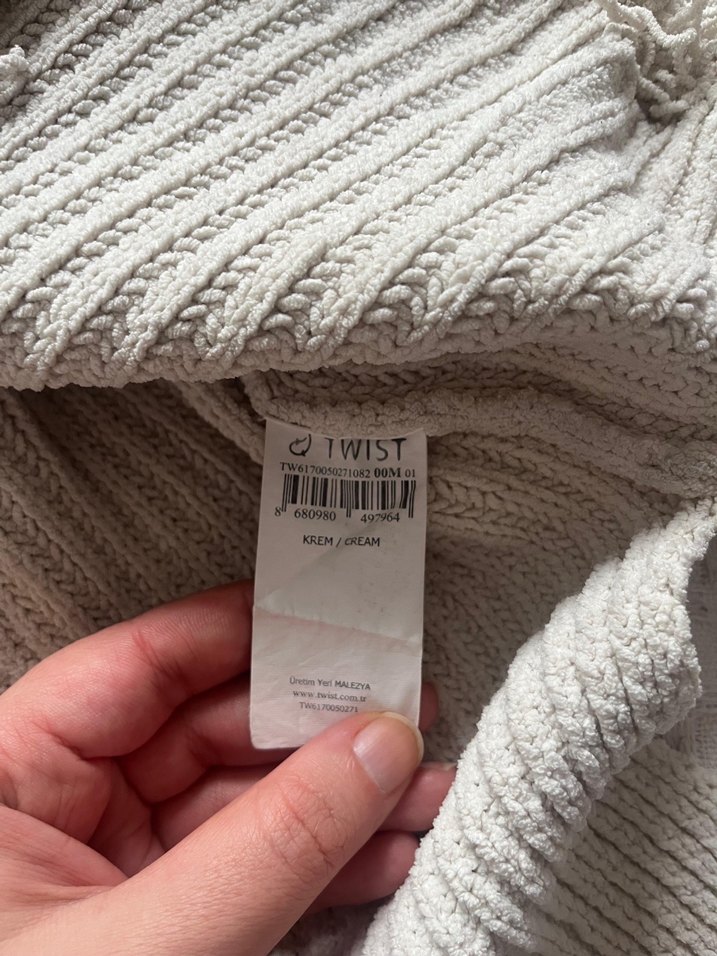 TWIST
TW6170050271082 00M 01
8 680980 497964
KREM / CREAM
Üretim Yeri MALEZYA
www.twist.com.tr
TW6170050271